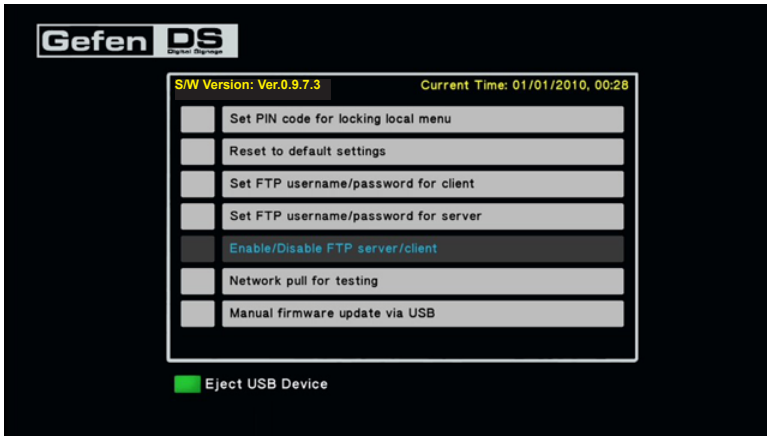 Gefen DS
Digital Signage
S/W Version: Ver.0.9.7.3 Current Time: 01/01/2010, 00:28
Set PIN code for locking local menu
Reset to default settings
Set FTP username/password for client
Set FTP username/password for server
Enable/Disable FTP server/client
Network pull for testing
Manual firmware update via USB
Eject USB Device